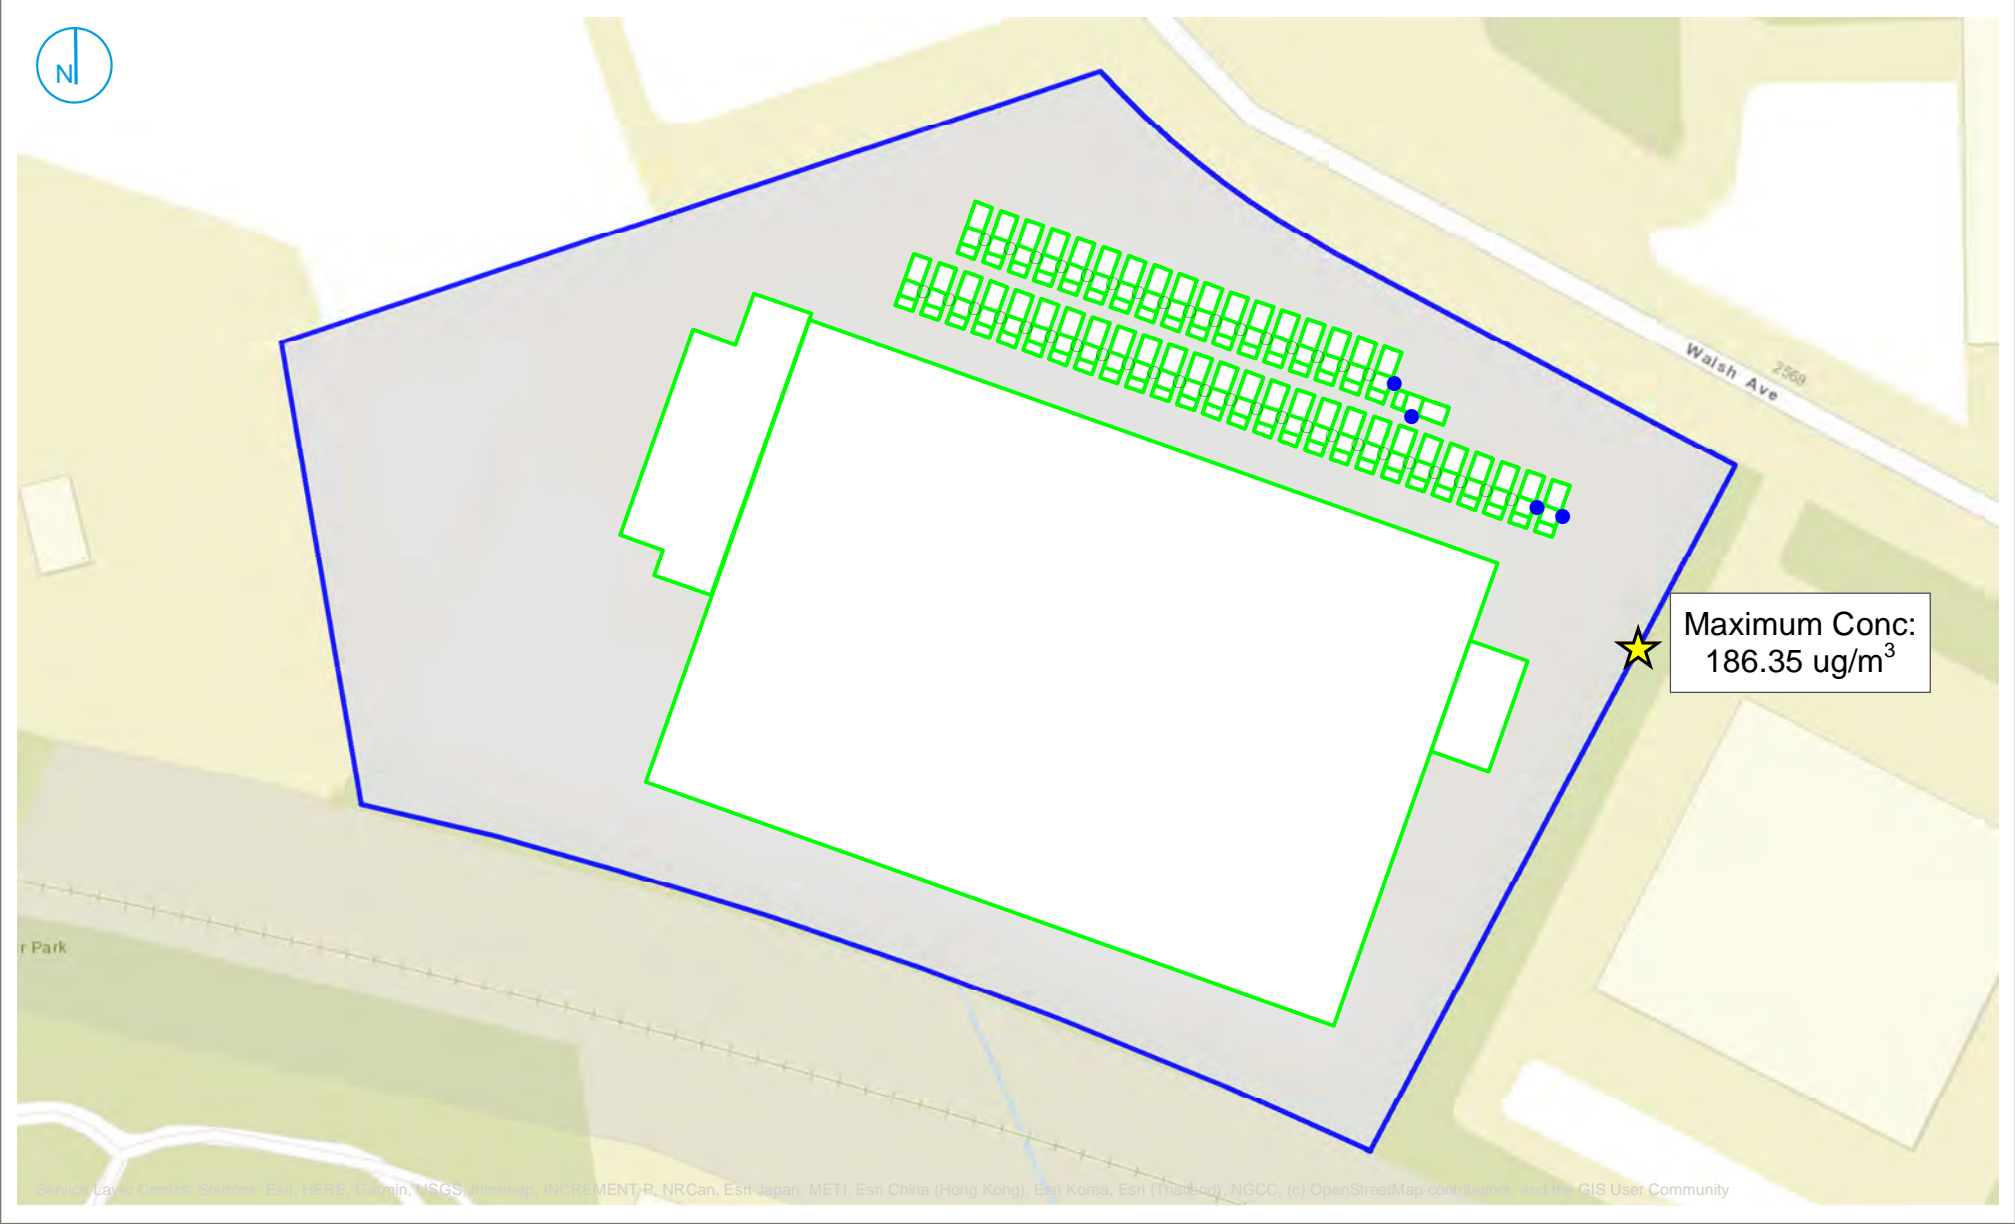 N
Walsh Ave
2568
Maximum Conc:
186.35 ug/m³
r Park
Service Layer Credits: Sources: Esri, HERE, Garmin, USGS, Intermap, INCREMENT P, NRCan, Esri Japan, METI, Esri China (Hong Kong), Esri Korea, Esri (Thailand), NGCC, (c) OpenStreetMap contributors, and the GIS User Community